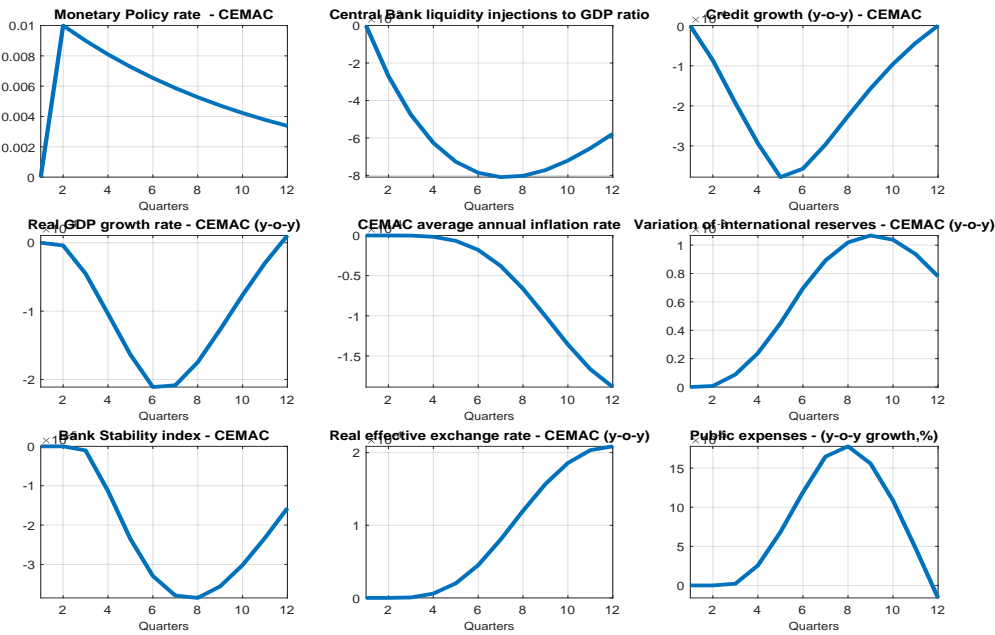 Monetary Policy rate - CEMAC
Central Bank liquidity injections to GDP ratio
Credit growth (y-o-y) - CEMAC
0.01
0.008
0.006
0.004
0.002
0
2 4 6 8 10 12
Quarters
0
-2
-4
-6
-8
2 4 6 8 10 12
Quarters
0
-1
-2
-3
2 4 6 8 10 12
Quarters
Real GDP growth rate - CEMAC (y-o-y)
CEMAC average annual inflation rate
Variation of international reserves - CEMAC (y-o-y)
0
-1
-2
2 4 6 8 10 12
Quarters
0
-0.5
-1
-1.5
2 4 6 8 10 12
Quarters
1
0.8
0.6
0.4
0.2
0
2 4 6 8 10 12
Quarters
Bank Stability index - CEMAC
Real effective exchange rate - CEMAC (y-o-y)
Public expenses - (y-o-y growth,%)
0
-1
-2
-3
2 4 6 8 10 12
Quarters
2
1
0
2 4 6 8 10 12
Quarters
15
10
5
0
2 4 6 8 10 12
Quarters